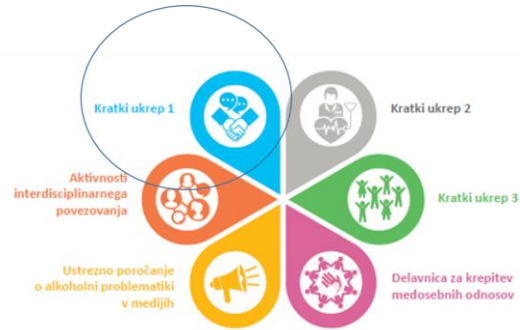 Kratki ukrep 1
Kratki ukrep 2
Aktivnosti
interdisciplinarnega
povezovanja
Kratki ukrep 3
Ustrezno poročanje
o alkoholni problematiki
v medijih
Delavnica za krepitev
medosebnih odnosov